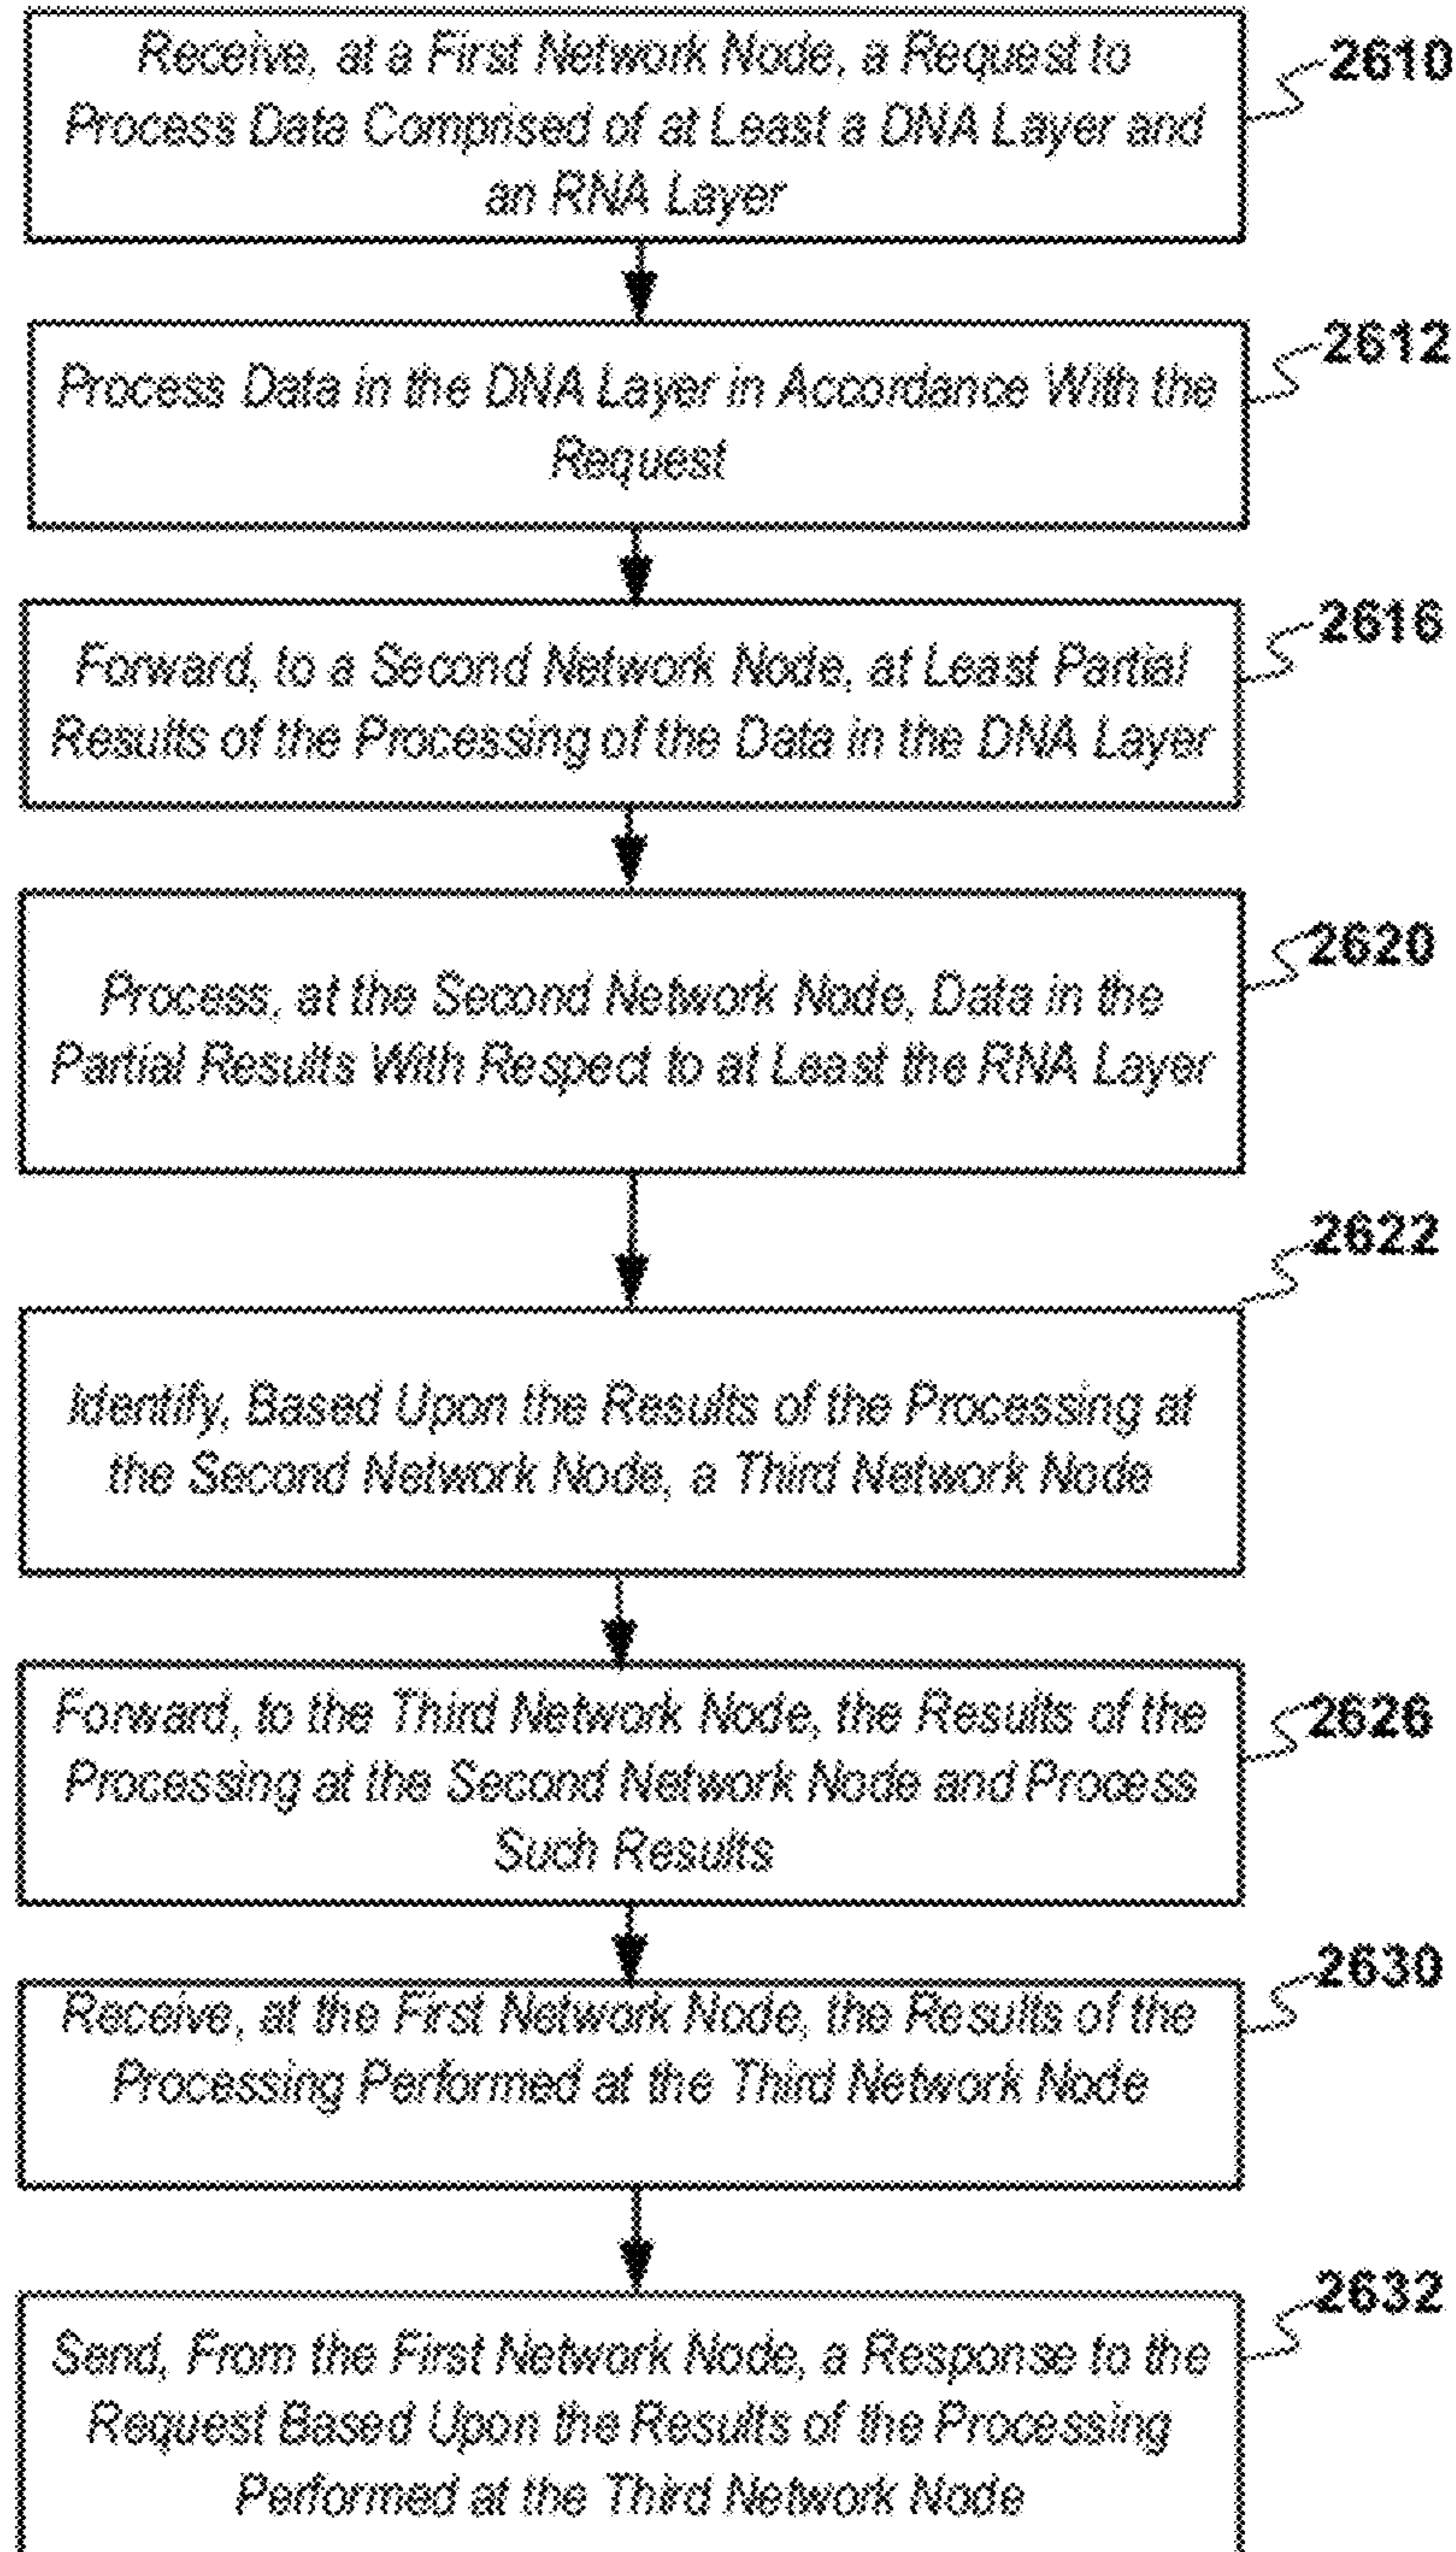 Receive, at a First Network Node, a Request to
2610
Process Data Comprised of at Least a DNA Layer and
an RNA Layer
2612
Process Data in the DNA Layer in Accordance With the
Request
2616
Forward, to a Second Network Node, at Least Partial
Results of the Processing of the Data in the DNA Layer
2620
Process, at the Second Network Node, Data in the
Partial Results With Respect to at Least the RNA Layer
2622
Identify, Based Upon the Results of the Processing at
the Second Network Node, a Third Network Node
2626
Forward, to the Third Network Node, the Results of the
Processing at the Second Network Node and Process
Such Results
2630
Receive, at the First Network Node, the Results of the
Processing Performed at the Third Network Node
2632
Send, From the First Network Node, a Response to the
Request Based Upon the Results of the Processing
Performed at the Third Network Node